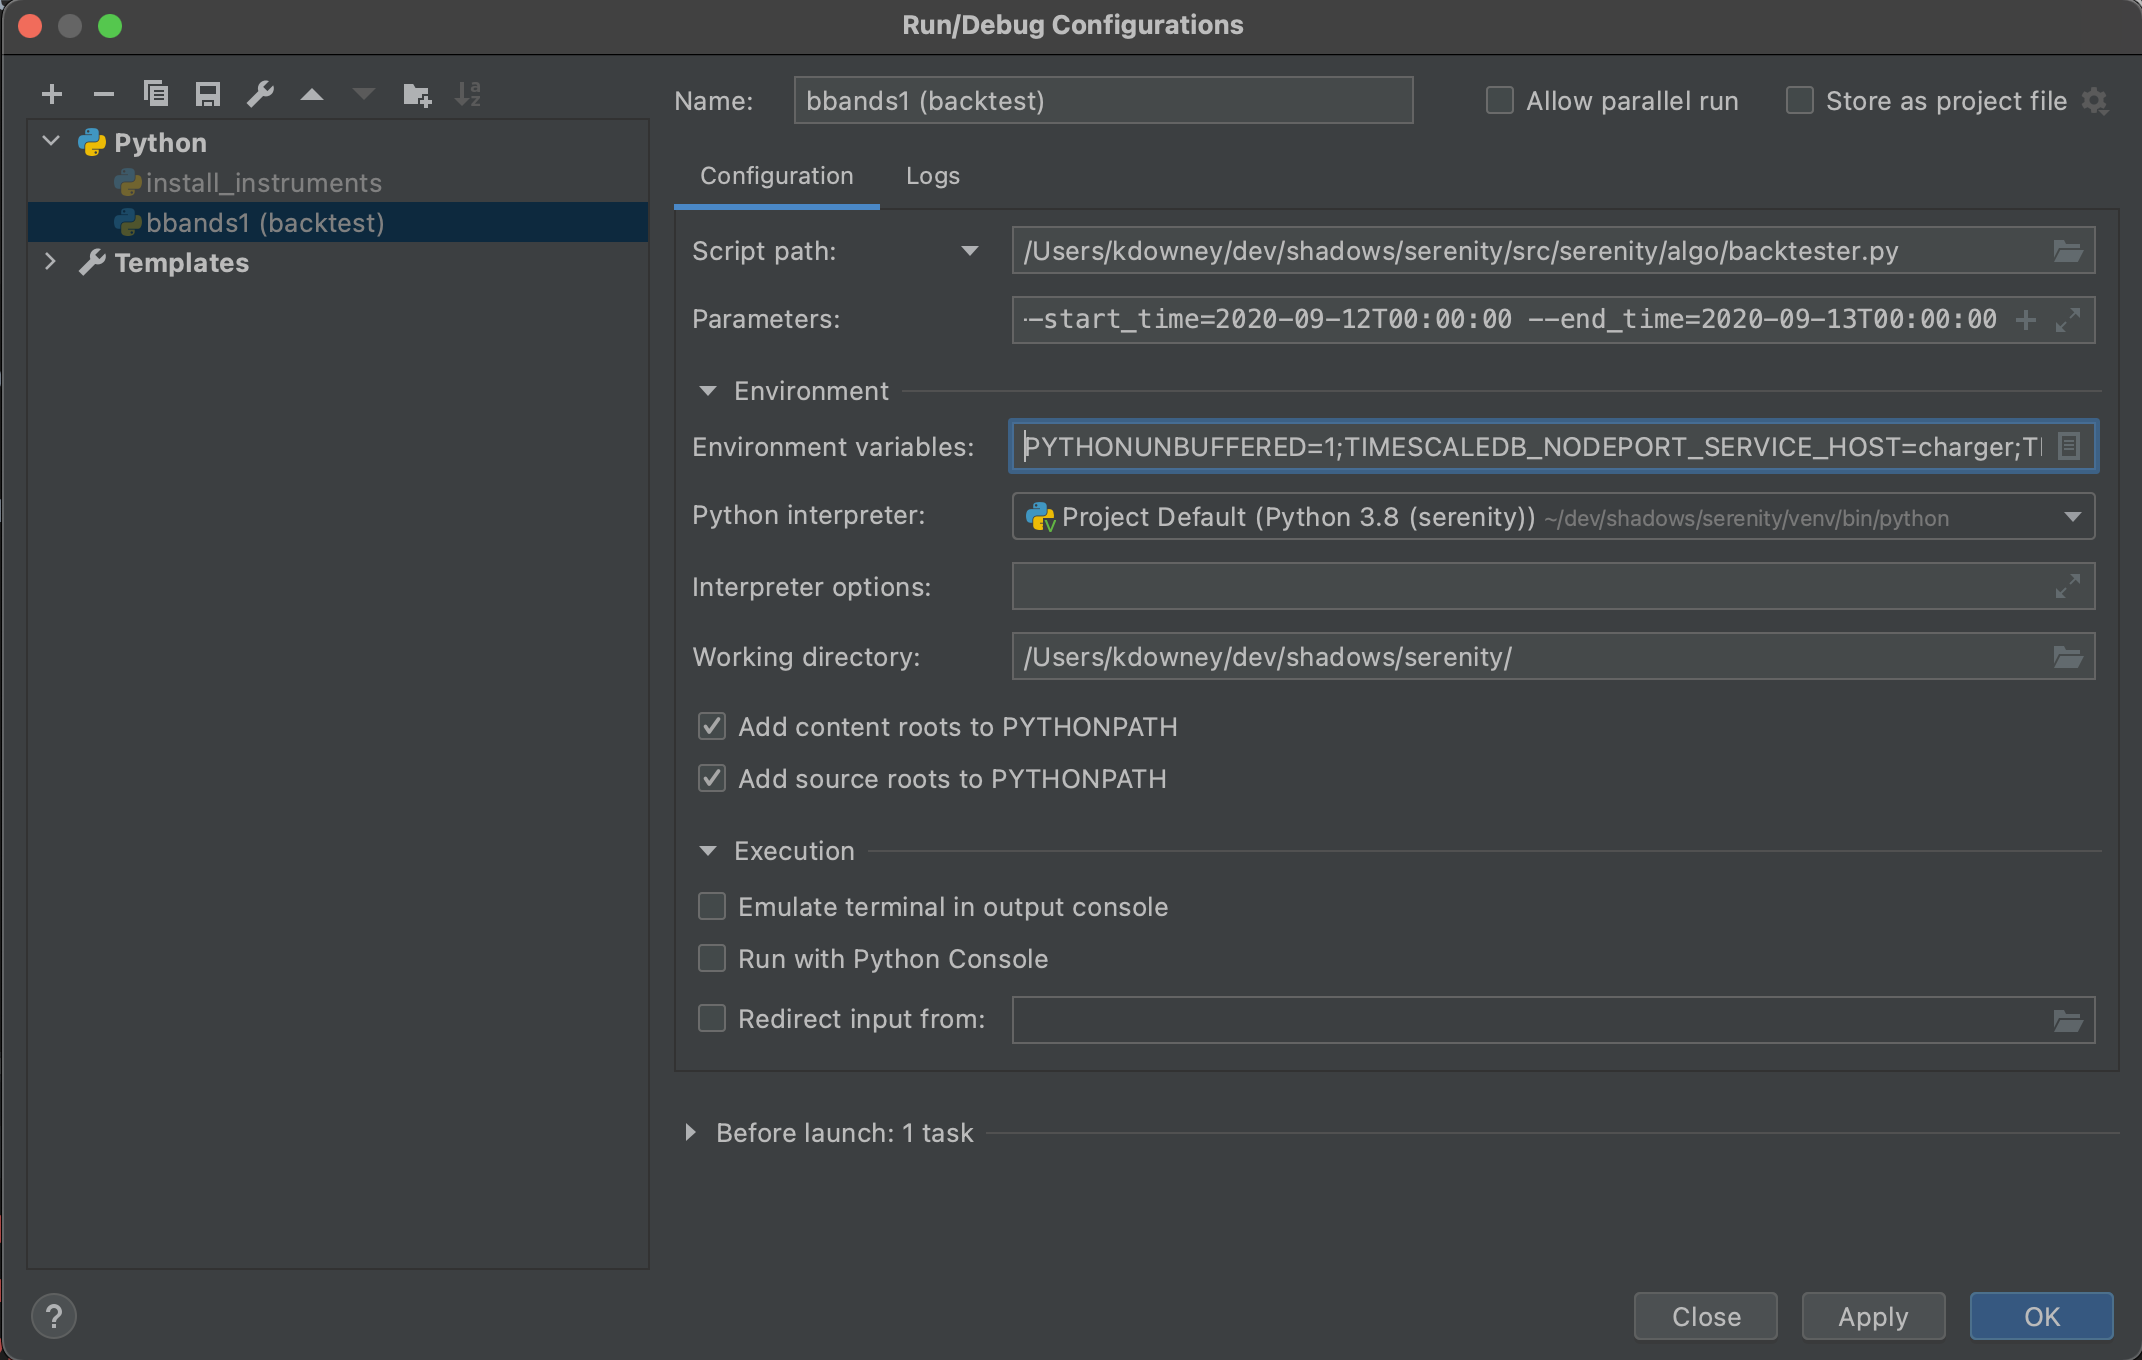 Run/Debug Configurations
Name: bbands1 (backtest) Allow parallel run Store as project file
Python
install_instruments
bbands1 (backtest)
Templates
Configuration Logs
Script path: /Users/kdowney/dev/shadows/serenity/src/serenity/algo/backtester.py
Parameters: --start_time=2020-09-12T00:00:00 --end_time=2020-09-13T00:00:00
Environment
Environment variables: PYTHONUNBUFFERED=1;TIMESCALEDB_NODEPORT_SERVICE_HOST=charger;TI
Python interpreter: Project Default (Python 3.8 (serenity)) ~/dev/shadows/serenity/venv/bin/python
Interpreter options:
Working directory: /Users/kdowney/dev/shadows/serenity/
Add content roots to PYTHONPATH
Add source roots to PYTHONPATH
Execution
Emulate terminal in output console
Run with Python Console
Redirect input from:
Before launch: 1 task
? Close Apply OK